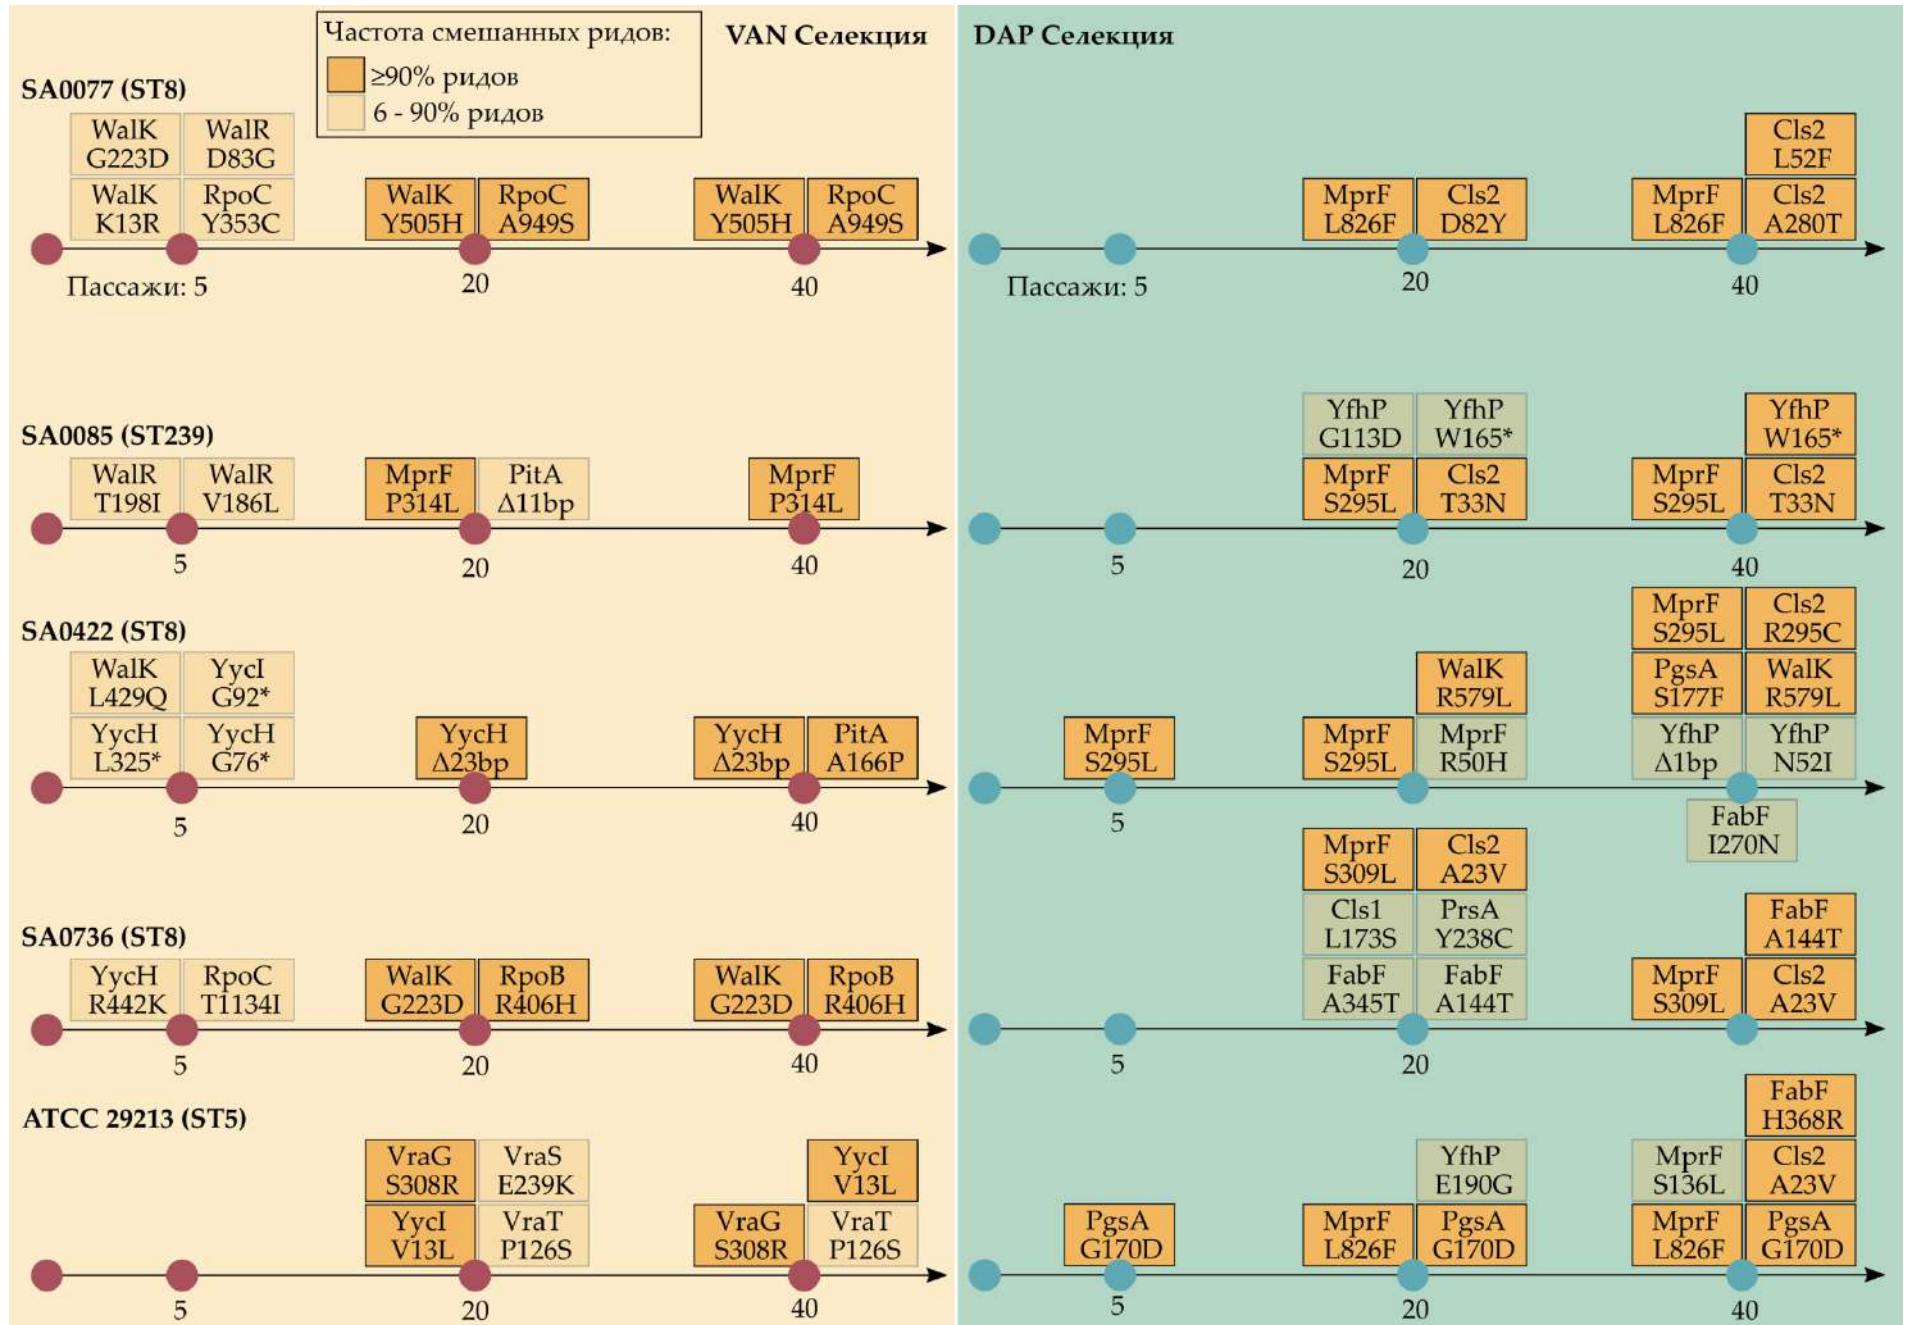 Частота смешанных ридов:
≥90% ридов
6 - 90% ридов
VAN Селекция
DAP Селекция
SA0077 (ST8)
WalK
G223D
WalR
D83G
WalK
K13R
RpoC
Y353C
WalK
Y505H
RpoC
A949S
WalK
Y505H
RpoC
A949S
Пассажи: 5
20
40
MprF
L826F
Cls2
D82Y
Cls2
L52F
MprF
L826F
Cls2
A280T
Пассажи: 5
20
40
SA0085 (ST239)
WalR
T198I
WalR
V186L
MprF
P314L
PitA
Δ11bp
MprF
P314L
5
20
40
YfhP
G113D
YfhP
W165*
MprF
S295L
Cls2
T33N
YfhP
W165*
MprF
S295L
Cls2
T33N
5
20
40
SA0422 (ST8)
WalK
L429Q
YycI
G92*
YycH
L325*
YycH
G76*
YycH
Δ23bp
YycH
Δ23bp
PitA
A166P
5
20
40
MprF
S295L
WalK
R579L
MprF
S295L
MprF
R50H
MprF
S295L
Cls2
R295C
PgsA
S177F
WalK
R579L
YfhP
Δ1bp
YfhP
N52I
FabF
I270N
5
SA0736 (ST8)
YycH
R442K
RpoC
T1134I
WalK
G223D
RpoB
R406H
WalK
G223D
RpoB
R406H
5
20
40
MprF
S309L
Cls2
A23V
Cls1
L173S
PrsA
Y238C
FabF
A345T
FabF
A144T
FabF
A144T
MprF
S309L
Cls2
A23V
5
20
ATCC 29213 (ST5)
VraG
S308R
VraS
E239K
YycI
V13L
VraT
P126S
YycI
V13L
VraG
S308R
VraT
P126S
5
20
40
PgsA
G170D
YfhP
E190G
MprF
L826F
PgsA
G170D
FabF
H368R
MprF
S136L
Cls2
A23V
MprF
L826F
PgsA
G170D
5
20
40